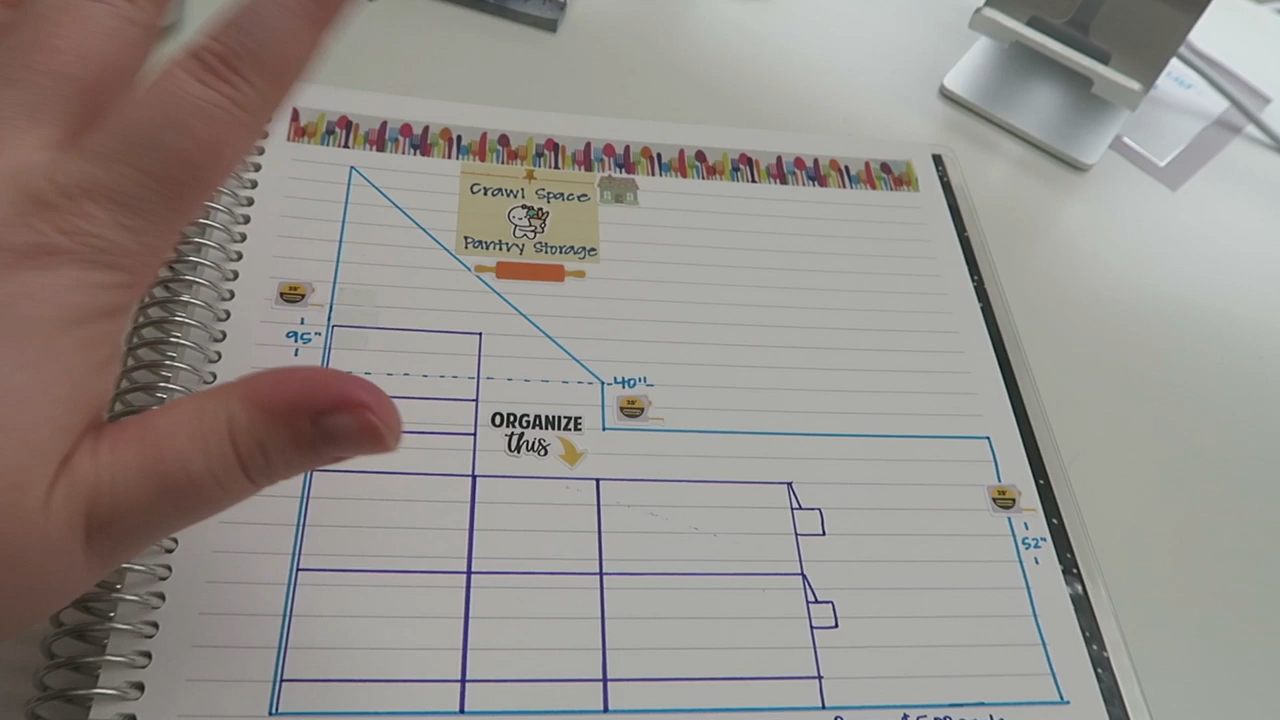 Crawl Space
Pantry Storage
95"
40"
ORGANIZE
this
52"